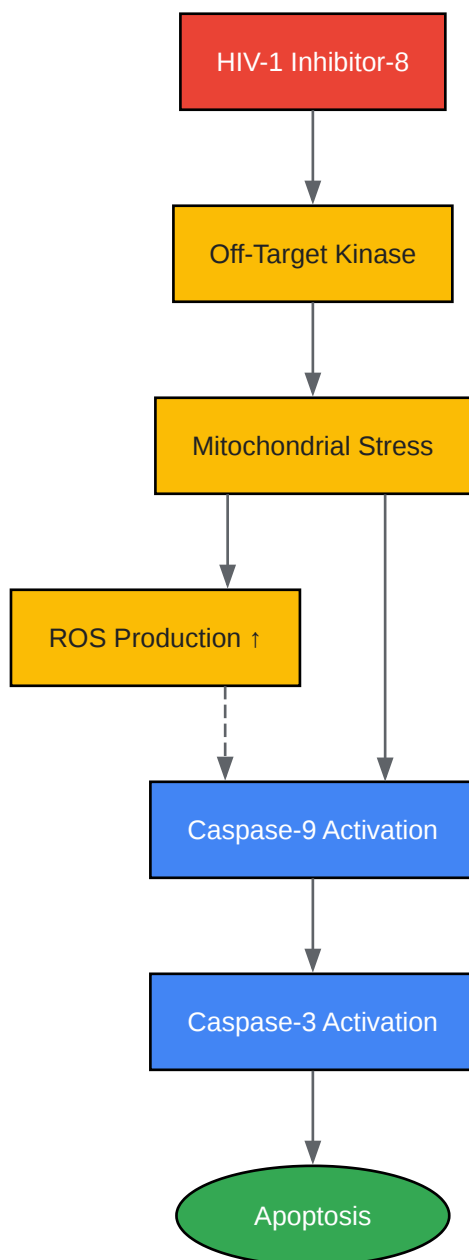 HIV-1 Inhibitor-8
Off-Target Kinase
Mitochondrial Stress
ROS Production ↑
Caspase-9 Activation
Caspase-3 Activation
Apoptosis